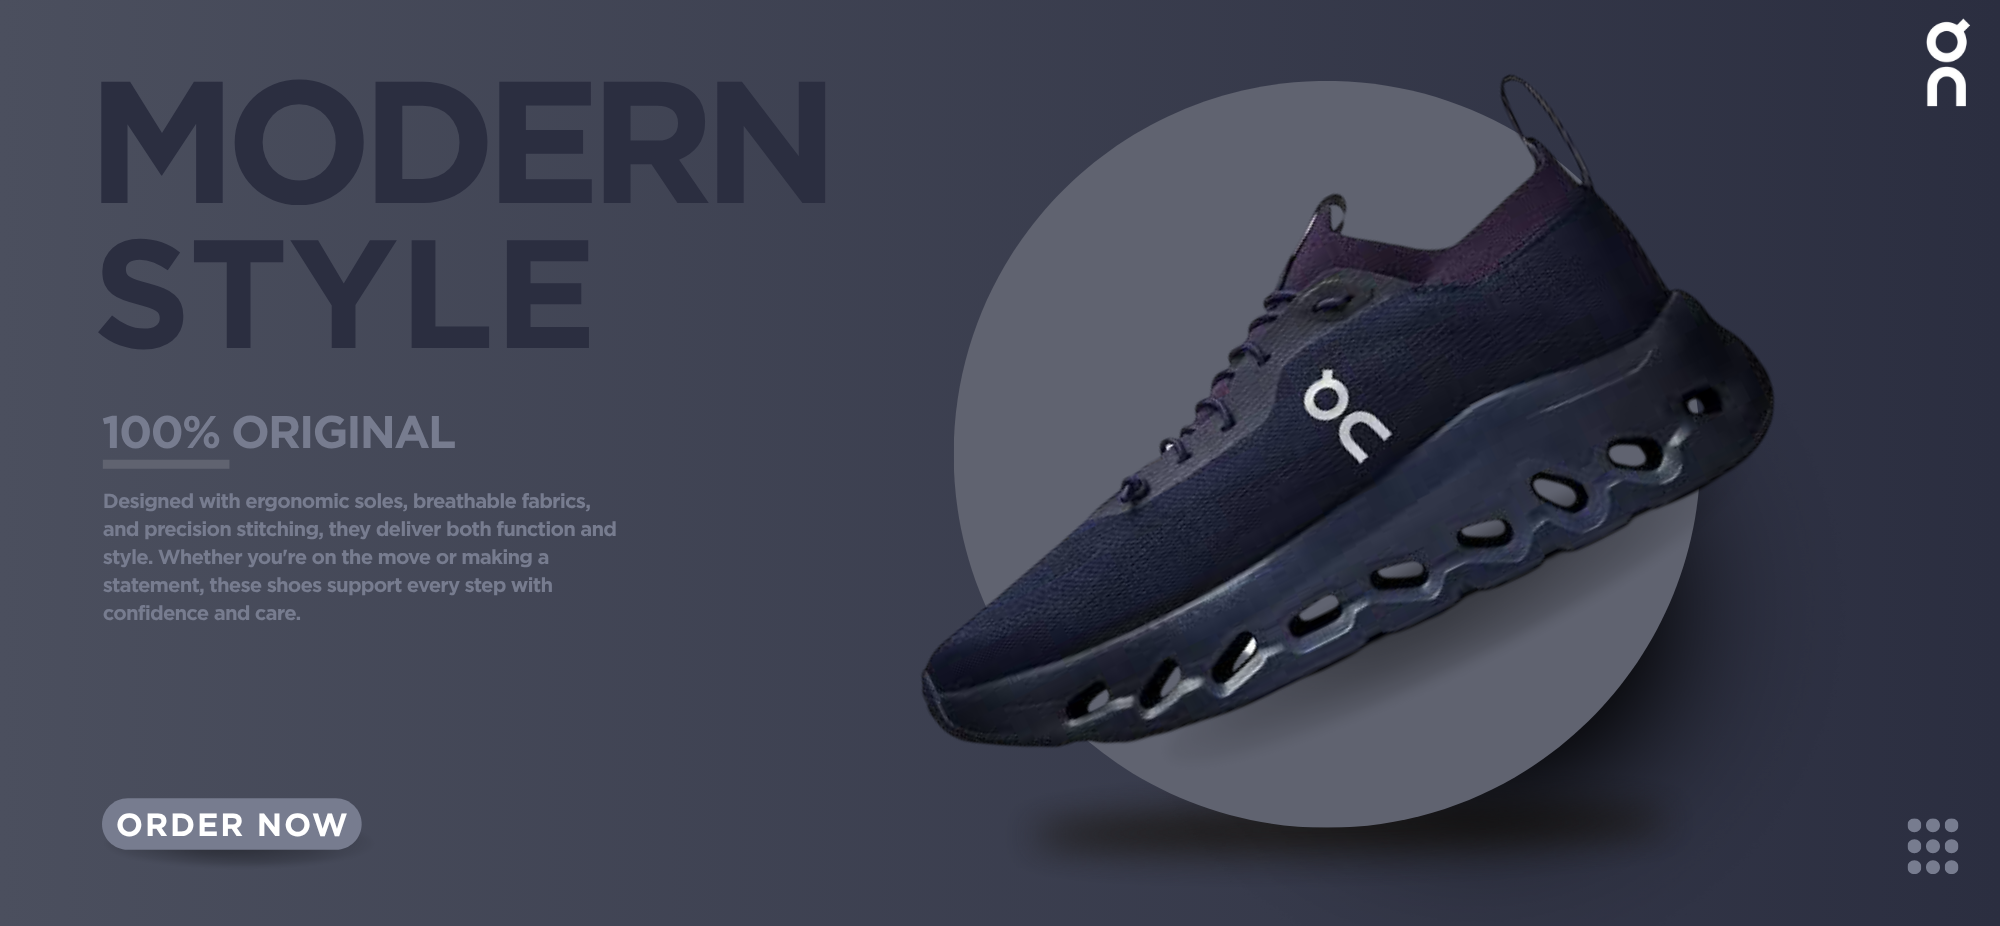 MODERN
STYLE
100% ORIGINAL
Designed with ergonomic soles, breathable fabrics,
and precision stitching, they deliver both function and
style. Whether you're on the move or making a
statement, these shoes support every step with
confidence and care.
ORDER NOW
On
On